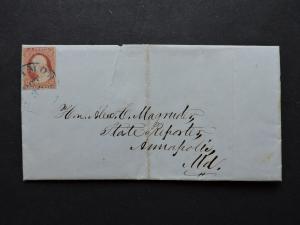 Hon. Alex. C. Magruder
State Reporter
Annapolis,
Md.